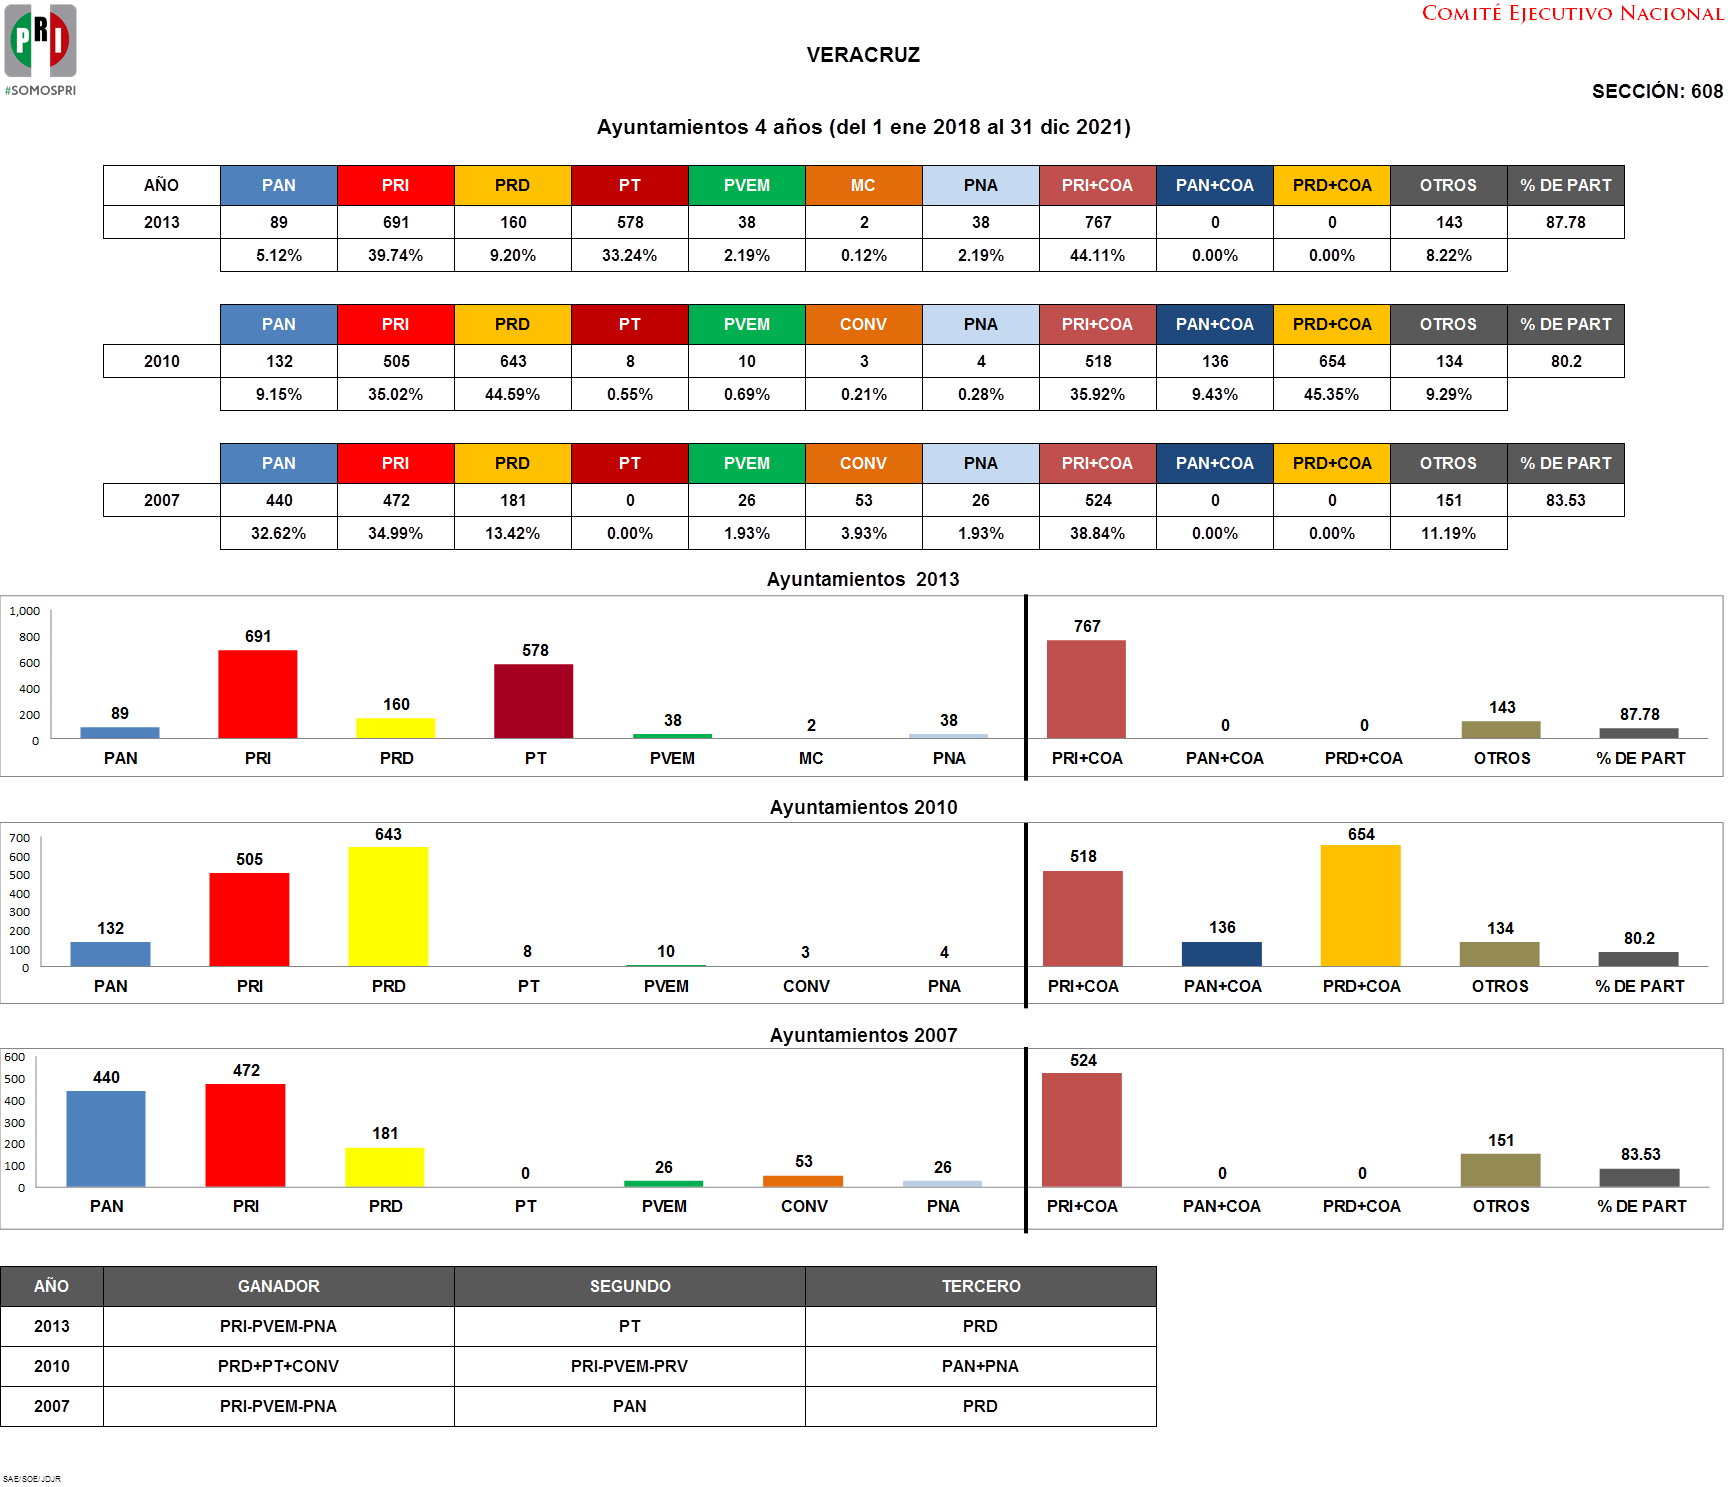 PRI
#SOMOSPRI
COMITÉ EJECUTIVO NACIONAL
VERACRUZ
SECCIÓN: 608
Ayuntamientos 4 años (del 1 ene 2018 al 31 dic 2021)
AÑO PAN PRI PRD PT PVEM MC PNA PRI+COA PAN+COA PRD+COA OTROS % DE PART
2013 89 691 160 578 38 2 38 767 0 0 143 87.78
5.12% 39.74% 9.20% 33.24% 2.19% 0.12% 2.19% 44.11% 0.00% 0.00% 8.22%
PAN PRI PRD PT PVEM CONV PNA PRI+COA PAN+COA PRD+COA OTROS % DE PART
2010 132 505 643 8 10 3 4 518 136 654 134 80.2
9.15% 35.02% 44.59% 0.55% 0.69% 0.21% 0.28% 35.92% 9.43% 45.35% 9.29%
PAN PRI PRD PT PVEM CONV PNA PRI+COA PAN+COA PRD+COA OTROS % DE PART
2007 440 472 181 0 26 53 26 524 0 0 151 83.53
32.62% 34.99% 13.42% 0.00% 1.93% 3.93% 1.93% 38.84% 0.00% 0.00% 11.19%
Ayuntamientos 2013
1,000
800
600
400
200
0
89 691 160 578 38 2 38 767 0 0 143 87.78
PAN PRI PRD PT PVEM MC PNA PRI+COA PAN+COA PRD+COA OTROS % DE PART
Ayuntamientos 2010
700
600
500
400
300
200
100
0
132 505 643 8 10 3 4 518 136 654 134 80.2
PAN PRI PRD PT PVEM CONV PNA PRI+COA PAN+COA PRD+COA OTROS % DE PART
Ayuntamientos 2007
600
500
400
300
200
100
0
440 472 181 0 26 53 26 524 0 0 151 83.53
PAN PRI PRD PT PVEM CONV PNA PRI+COA PAN+COA PRD+COA OTROS % DE PART
AÑO GANADOR SEGUNDO TERCERO
2013 PRI-PVEM-PNA PT PRD
2010 PRD+PT+CONV PRI-PVEM-PRV PAN+PNA
2007 PRI-PVEM-PNA PAN PRD
SAE/SOE/JDJR